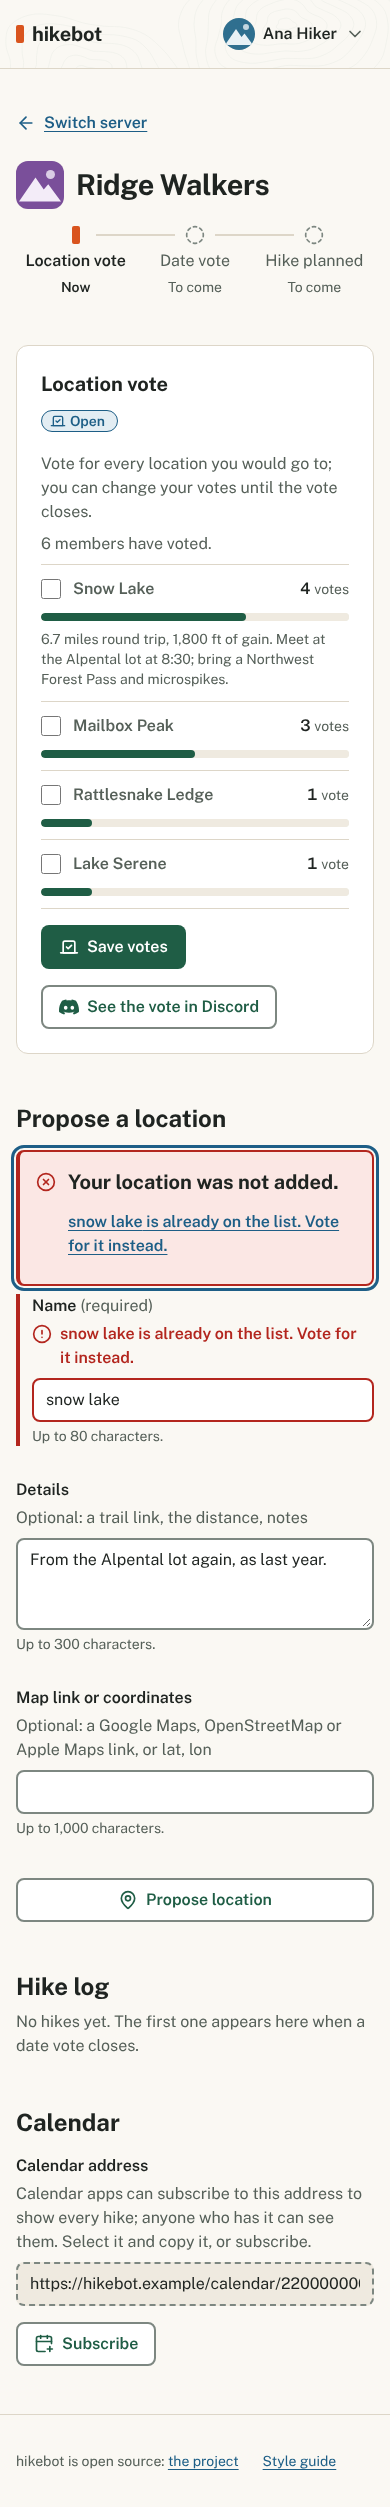 hikebot
Ana Hiker
Switch server
Ridge Walkers
Location vote
Date vote
Hike planned
Now
To come
To come
Location vote
Open
Vote for every location you would go to;
you can change your votes until the vote
closes.
6 members have voted.
Snow Lake
4 votes
6.7 miles round trip, 1,800 ft of gain. Meet at
the Alpental lot at 8:30; bring a Northwest
Forest Pass and microspikes.
Mailbox Peak
3 votes
Rattlesnake Ledge
1 vote
Lake Serene
1 vote
Save votes
See the vote in Discord
Propose a location
Your location was not added.
snow lake is already on the list. Vote
for it instead.
Name (required)
snow lake is already on the list. Vote for
it instead.
snow lake
Up to 80 characters.
Details
Optional: a trail link, the distance, notes
From the Alpental lot again, as last year.
Up to 300 characters.
Map link or coordinates
Optional: a Google Maps, OpenStreetMap or
Apple Maps link, or lat, lon
Up to 1,000 characters.
Propose location
Hike log
No hikes yet. The first one appears here when a
date vote closes.
Calendar
Calendar address
Calendar apps can subscribe to this address to
show every hike; anyone who has it can see
them. Select it and copy it, or subscribe.
https://hikebot.example/calendar/220000000
Subscribe
hikebot is open source: the project
Style guide